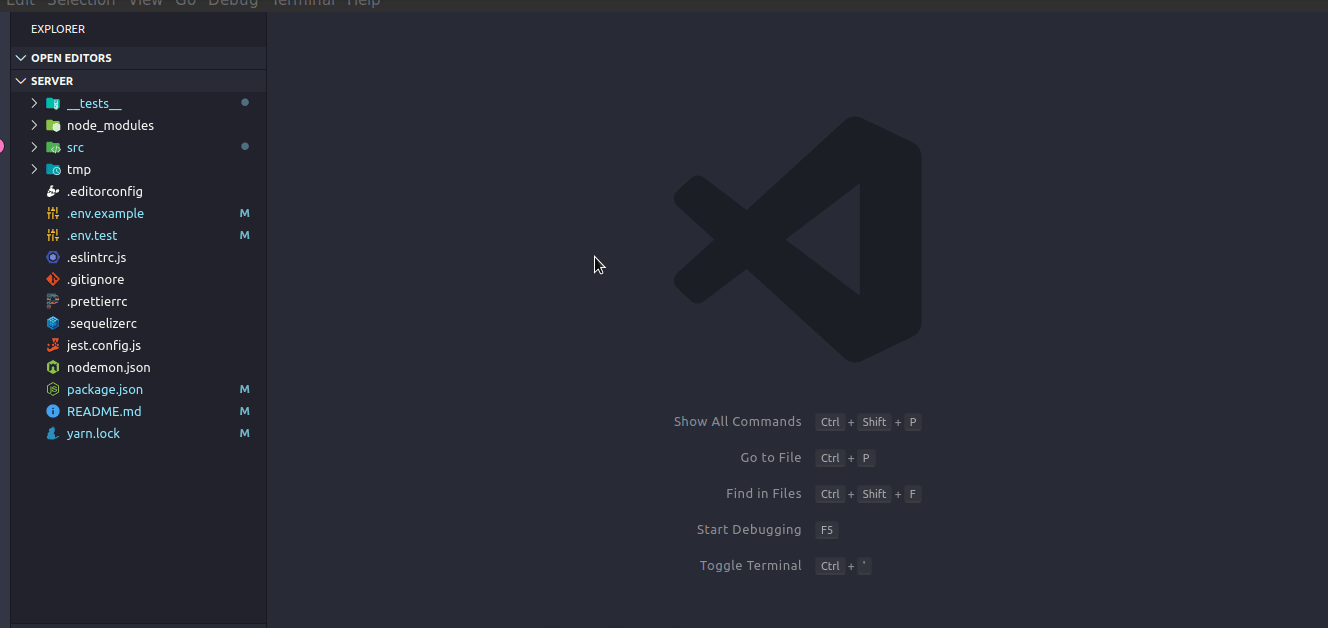 Edit Selection View Go Debug Terminal Help
EXPLORER
OPEN EDITORS
SERVER
__tests__
node_modules
src
tmp
.editorconfig
.env.example M
.env.test M
.eslintrc.js
.gitignore
.prettierrc
.sequelizerc
jest.config.js
nodemon.json
package.json M
README.md M
yarn.lock M
Show All Commands Ctrl + Shift + P
Go to File Ctrl + P
Find in Files Ctrl + Shift + F
Start Debugging F5
Toggle Terminal Ctrl + '